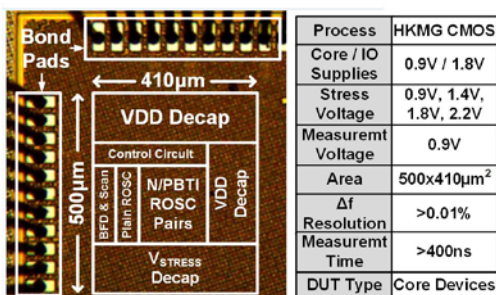 Bond
Pads
410µm
500µm
VDD Decap
Control Circuit
BFD & Scan
Plain ROSC
N/PBTI
ROSC
Pairs
VDD
Decap
VSTRESS
Decap
Process HKMG CMOS
Core / IO
Supplies
0.9V / 1.8V
Stress
Voltage
0.9V, 1.4V,
1.8V, 2.2V
Measuremt
Voltage
0.9V
Area 500x410µm²
Δf
Resolution
>0.01%
Measuremt
Time
>400ns
DUT Type Core Devices